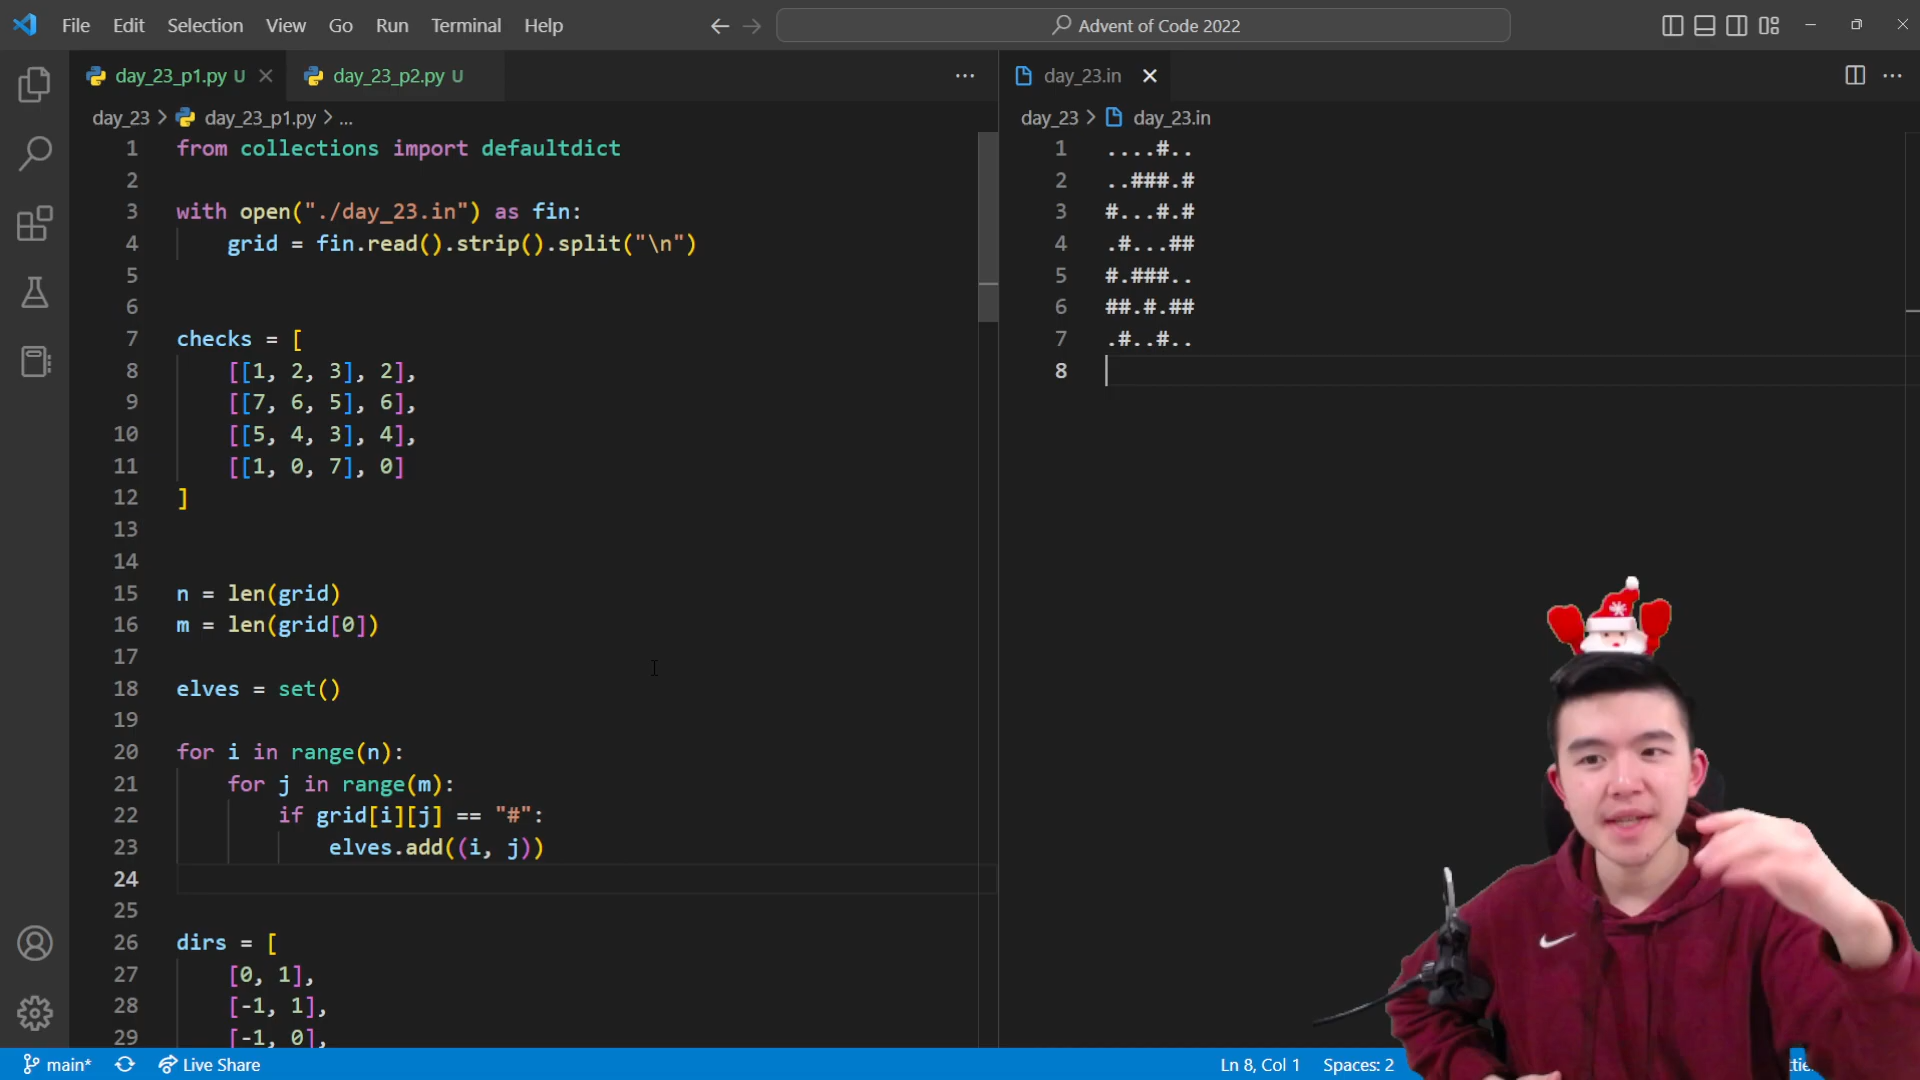 File Edit Selection View Go Run Terminal Help
Advent of Code 2022
day_23_p1.py U
day_23_p2.py U
day_23 > day_23_p1.py > ...
1 from collections import defaultdict
2
3 with open("./day_23.in") as fin:
4 grid = fin.read().strip().split("\n")
5
6
7 checks = [
8 [[1, 2, 3], 2],
9 [[7, 6, 5], 6],
10 [[5, 4, 3], 4],
11 [[1, 0, 7], 0]
12 ]
13
14
15 n = len(grid)
16 m = len(grid[0])
17
18 elves = set()
19
20 for i in range(n):
21 for j in range(m):
22 if grid[i][j] == "#":
23 elves.add((i, j))
24
25
26 dirs = [
27 [0, 1],
28 [-1, 1],
29 [-1, 0],
day_23.in
day_23 > day_23.in
1 ....#..
2 ..###.#
3 #...#.#
4 .#...##
5 #.###..
6 ##.#.##
7 .#..#..
8
main*
Live Share
Ln 8, Col 1
Spaces: 2